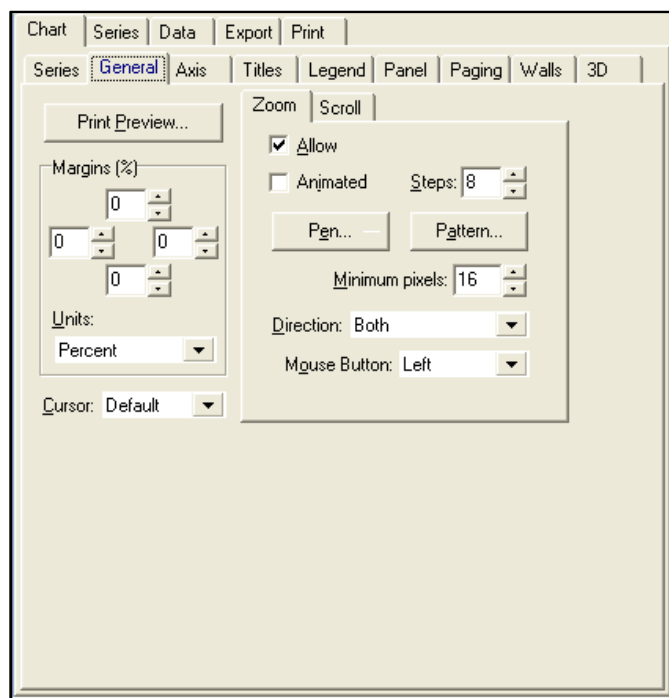 Chart Series Data Export Print
Series General Axis Titles Legend Panel Paging Walls 3D
Print Preview...
Margins (%)
0
0 0
0
Units:
Percent
Cursor: Default
Zoom Scroll
Allow
Animated Steps: 8
Pen... Pattern...
Minimum pixels: 16
Direction: Both
Mouse Button: Left